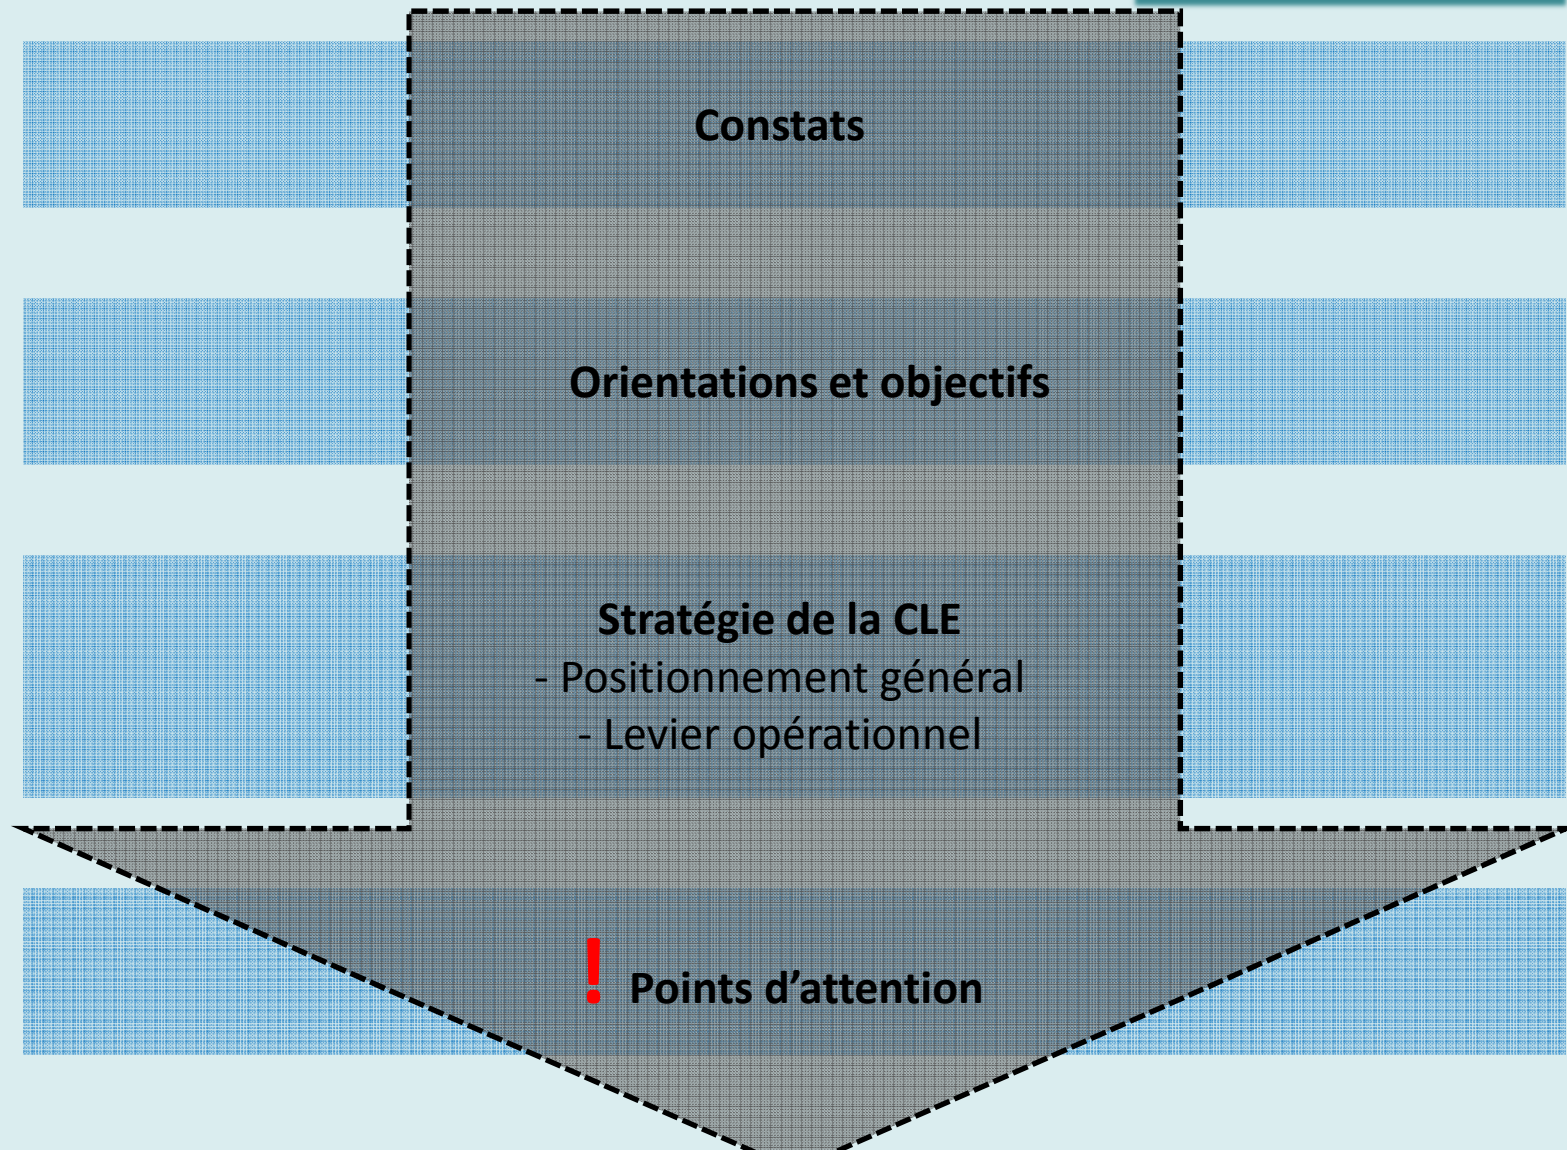 Constats
Orientations et objectifs
Stratégie de la CLE
- Positionnement général
- Levier opérationnel
! Points d’attention